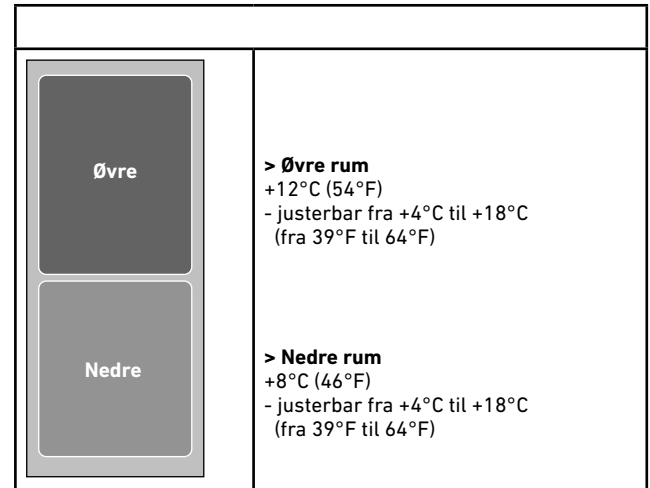 Øvre
> Øvre rum
+12°C (54°F)
- justerbar fra +4°C til +18°C
(fra 39°F til 64°F)
Nedre
> Nedre rum
+8°C (46°F)
- justerbar fra +4°C til +18°C
(fra 39°F til 64°F)